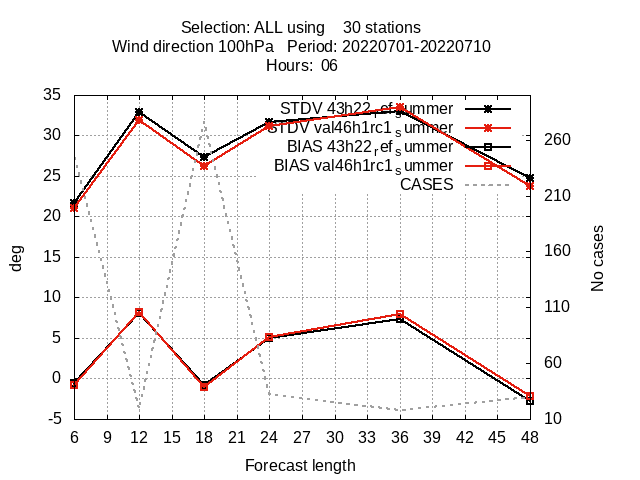 Selection: ALL using    30 stations
Wind direction 100hPa   Period: 20220701-20220710
Hours:  06
STDV 43h22_ref_summer
STDV val46h1rc1_summer
BIAS 43h22_ref_summer
BIAS val46h1rc1_summer
CASES
35
30
25
20
15
10
5
0
-5
deg
260
210
160
110
60
10
No cases
6 9 12 15 18 21 24 27 30 33 36 39 42 45 48
Forecast length